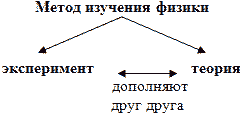 Метод изучения физики
эксперимент теория
дополняют
друг друга